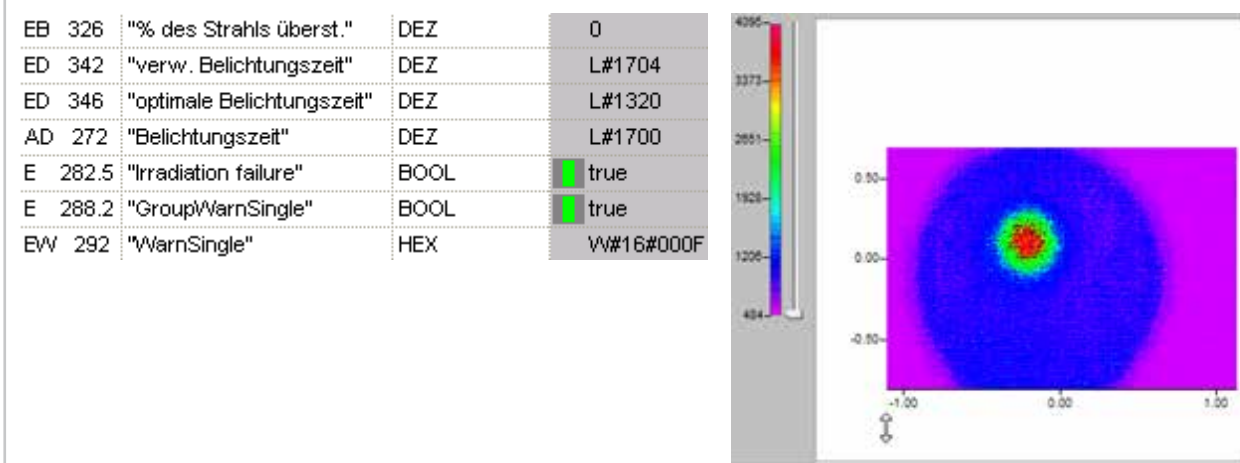 EB 326 "% des Strahls überst." DEZ 0
ED 342 "verw. Belichtungszeit" DEZ L#1704
ED 346 "optimale Belichtungszeit" DEZ L#1320
AD 272 "Belichtungszeit" DEZ L#1700
E 282.5 "Irradiation failure" BOOL true
E 288.2 "GroupWarnSingle" BOOL true
EW 292 "WarnSingle" HEX W#16#000F
4095
3373
2651
1928
1206
484
0.50
0.00
-0.50
-1.00 0.00 1.00